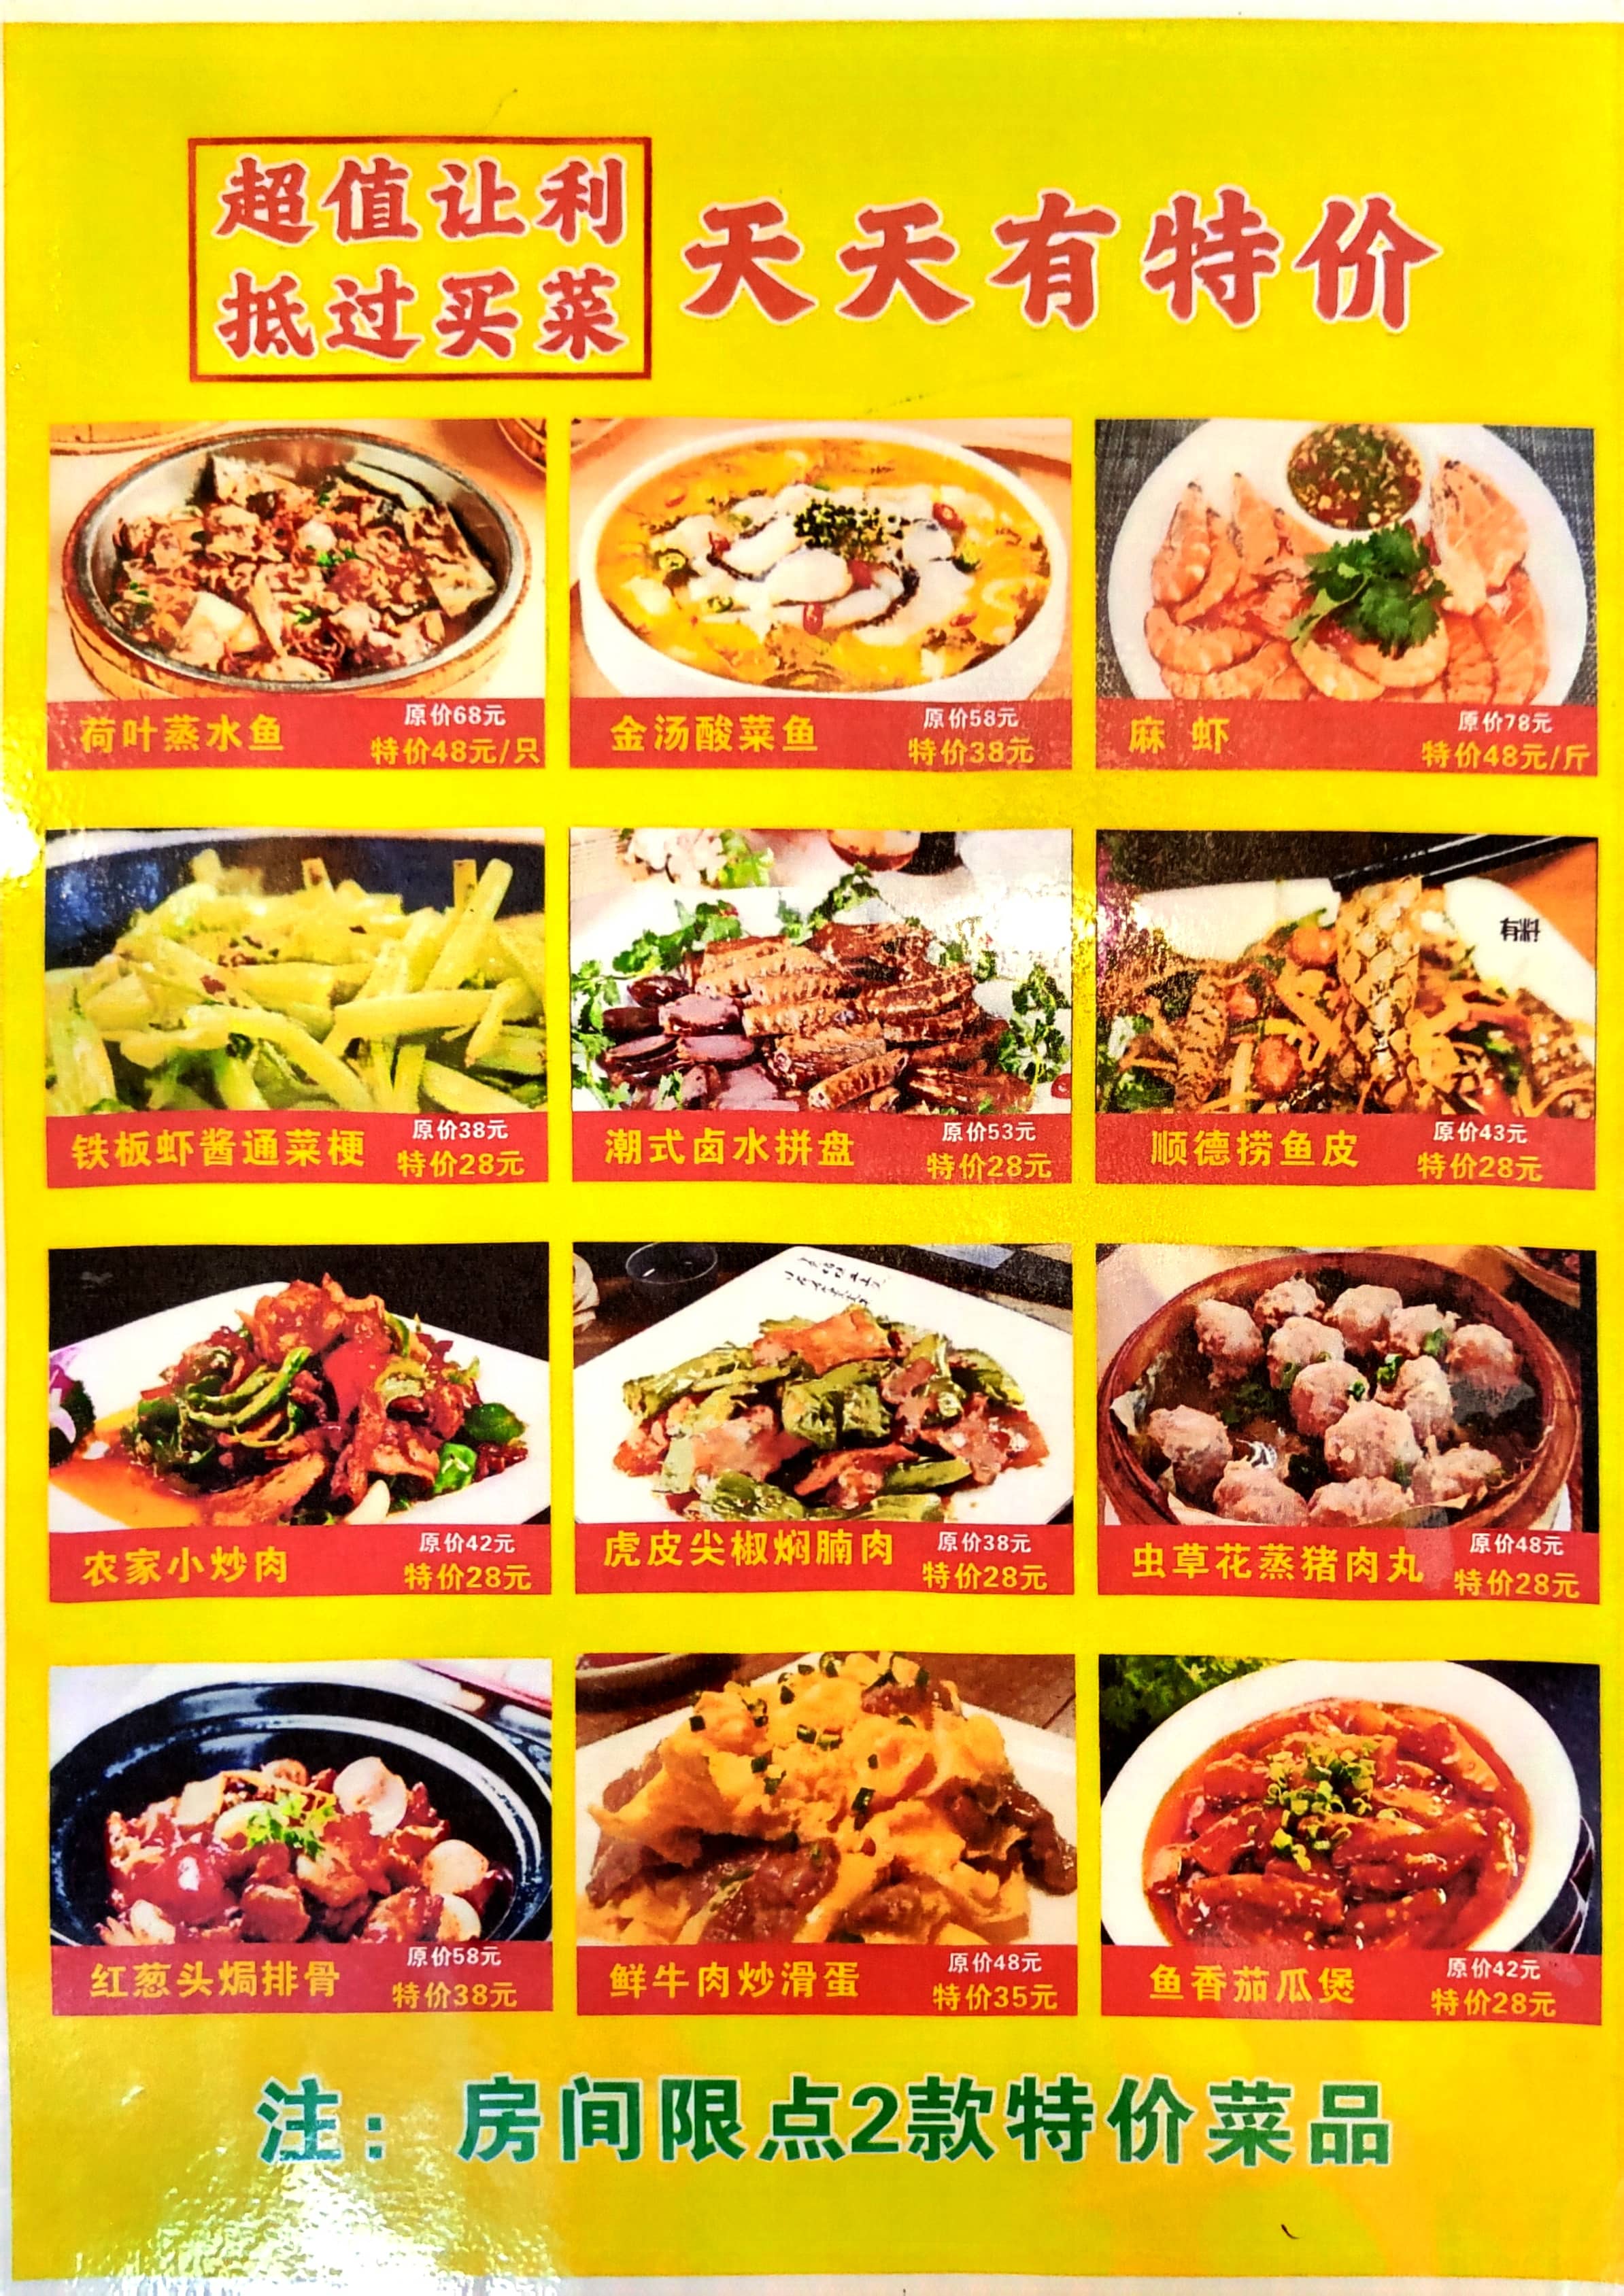 超值让利
抵过买菜
天天有特价
荷叶蒸水鱼
原价68元
特价48元/只
金汤酸菜鱼
原价58元
特价38元
麻 虾
原价78元
特价48元/斤
有料
铁板虾酱通菜梗
原价38元
特价28元
潮式卤水拼盘
原价53元
特价28元
顺德捞鱼皮
原价43元
特价28元
农家小炒肉
原价42元
特价28元
虎皮尖椒焖腩肉
原价38元
特价28元
虫草花蒸猪肉丸
原价48元
特价28元
红葱头焗排骨
原价58元
特价38元
鲜牛肉炒滑蛋
原价48元
特价35元
鱼香茄瓜煲
原价42元
特价28元
注：房间限点2款特价菜品